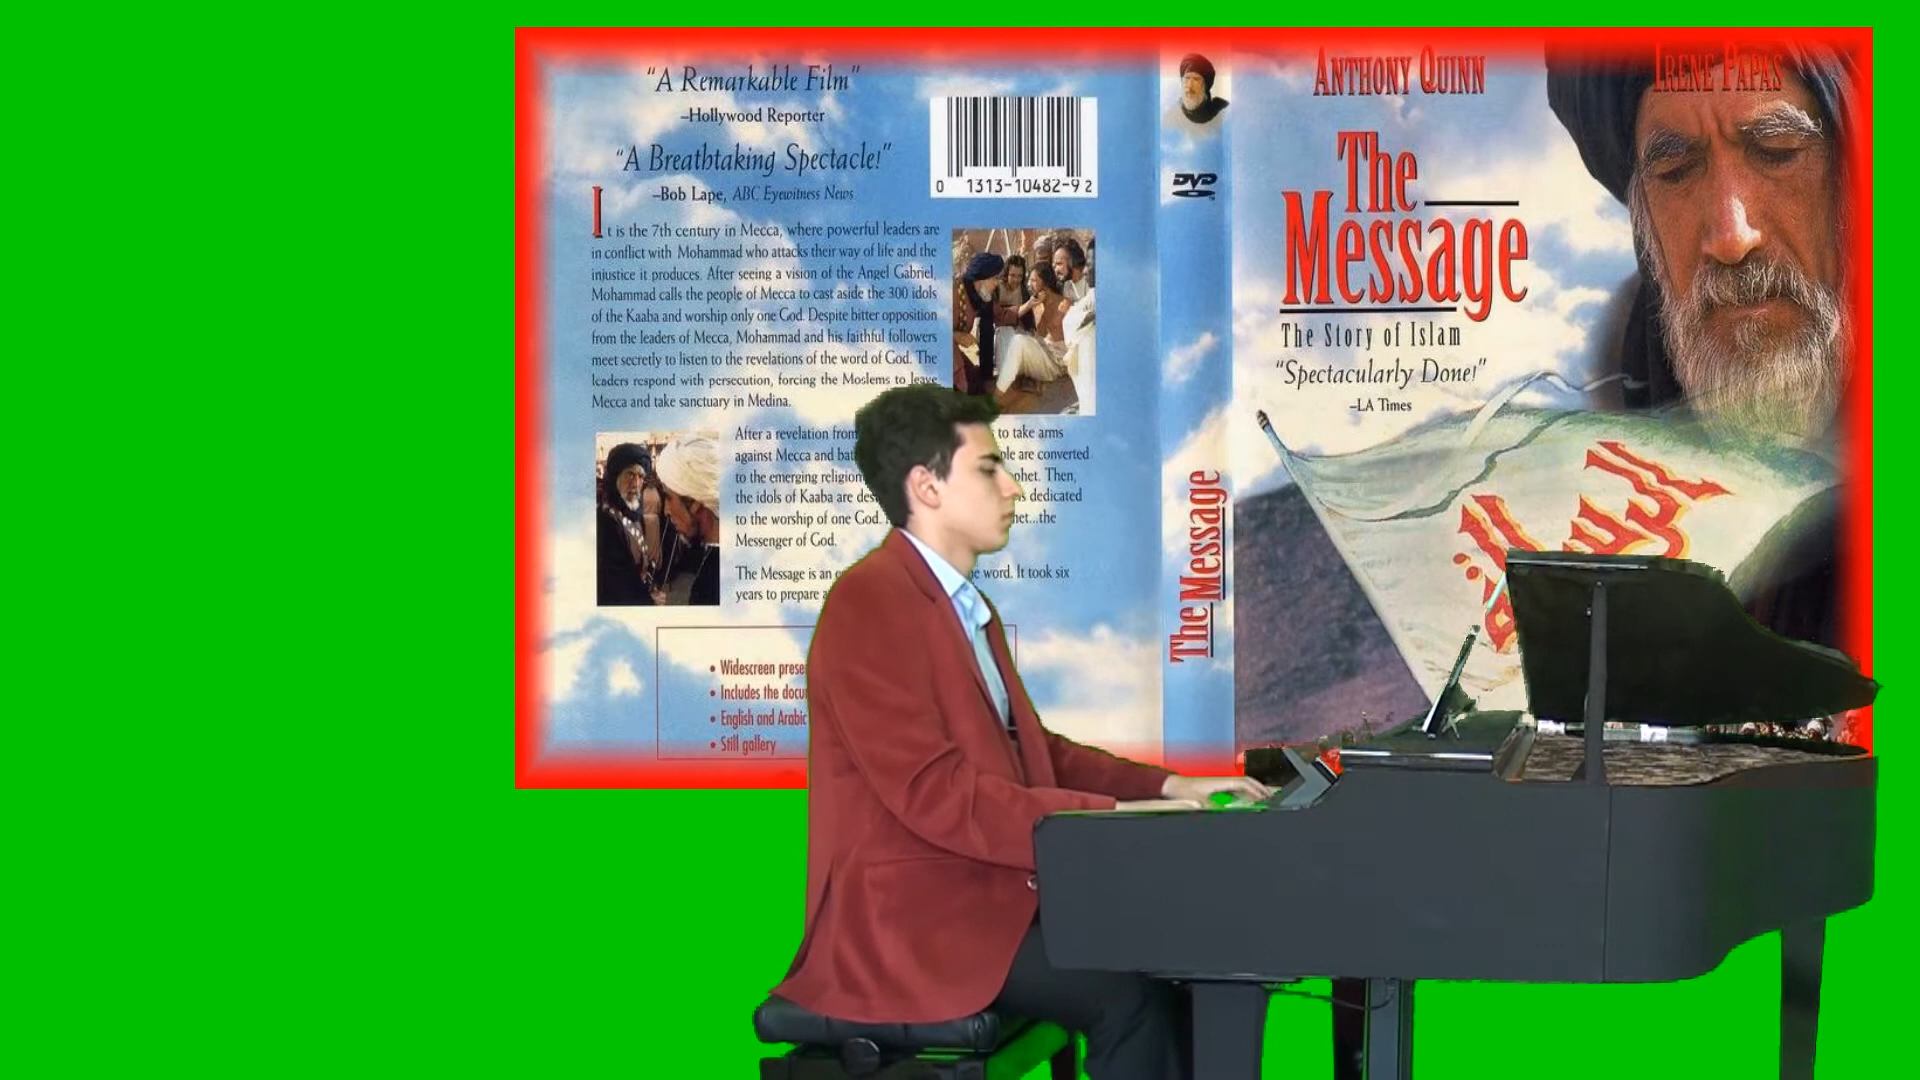 “A Remarkable Film”
–Hollywood Reporter
“A Breathtaking Spectacle!”
–Bob Lape, ABC Eyewitness News
0 1313-10482-9 2
It is the 7th century in Mecca, where powerful leaders are
in conflict with Mohammad who attacks their way of life and the
injustice it produces. After seeing a vision of the Angel Gabriel,
Mohammad calls the people of Mecca to cast aside the 300 idols
of the Kaaba and worship only one God. Despite bitter opposition
from the leaders of Mecca, Mohammad and his faithful followers
meet secretly to listen to the revelations of the word of God. The
leaders respond with persecution, forcing the Moslems to leave
Mecca and take sanctuary in Medina.
After a revelation from to take arms
against Mecca and are converted
to the emerging religion Then,
the idols of Kaaba are dedicated
to the worship of one God. ...the
Messenger of God.
The Message is an word. It took six
years to prepare
• Widescreen
• Includes the
• English and Arabic
• Still gallery
DVD
The Message
ANTHONY QUINN
IRENE PAPAS
The
Message
The Story of Islam
“Spectacularly Done!”
–LA Times
الرسالة